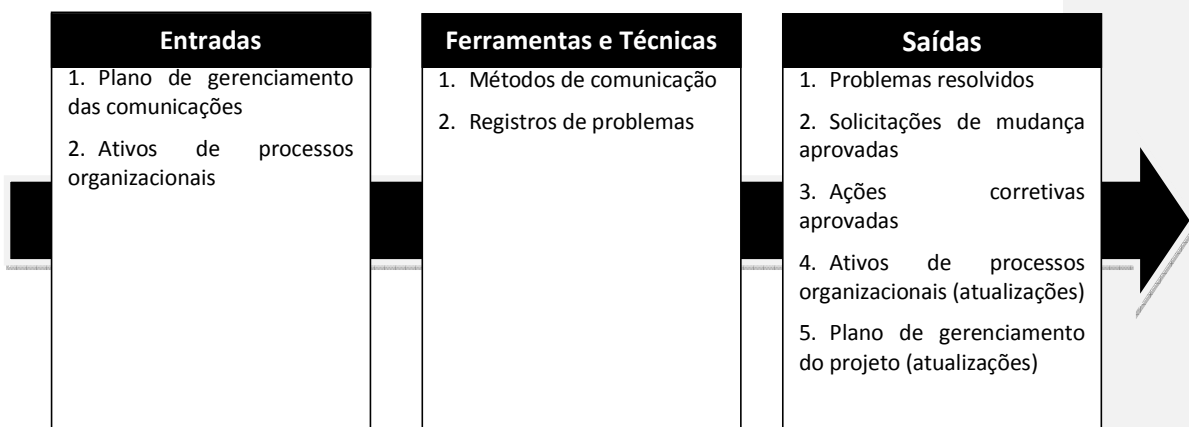 Entradas
1. Plano de gerenciamento
das comunicações
2. Ativos de processos
organizacionais
Ferramentas e Técnicas
1. Métodos de comunicação
2. Registros de problemas
Saídas
1. Problemas resolvidos
2. Solicitações de mudança
aprovadas
3. Ações corretivas
aprovadas
4. Ativos de processos
organizacionais (atualizações)
5. Plano de gerenciamento
do projeto (atualizações)